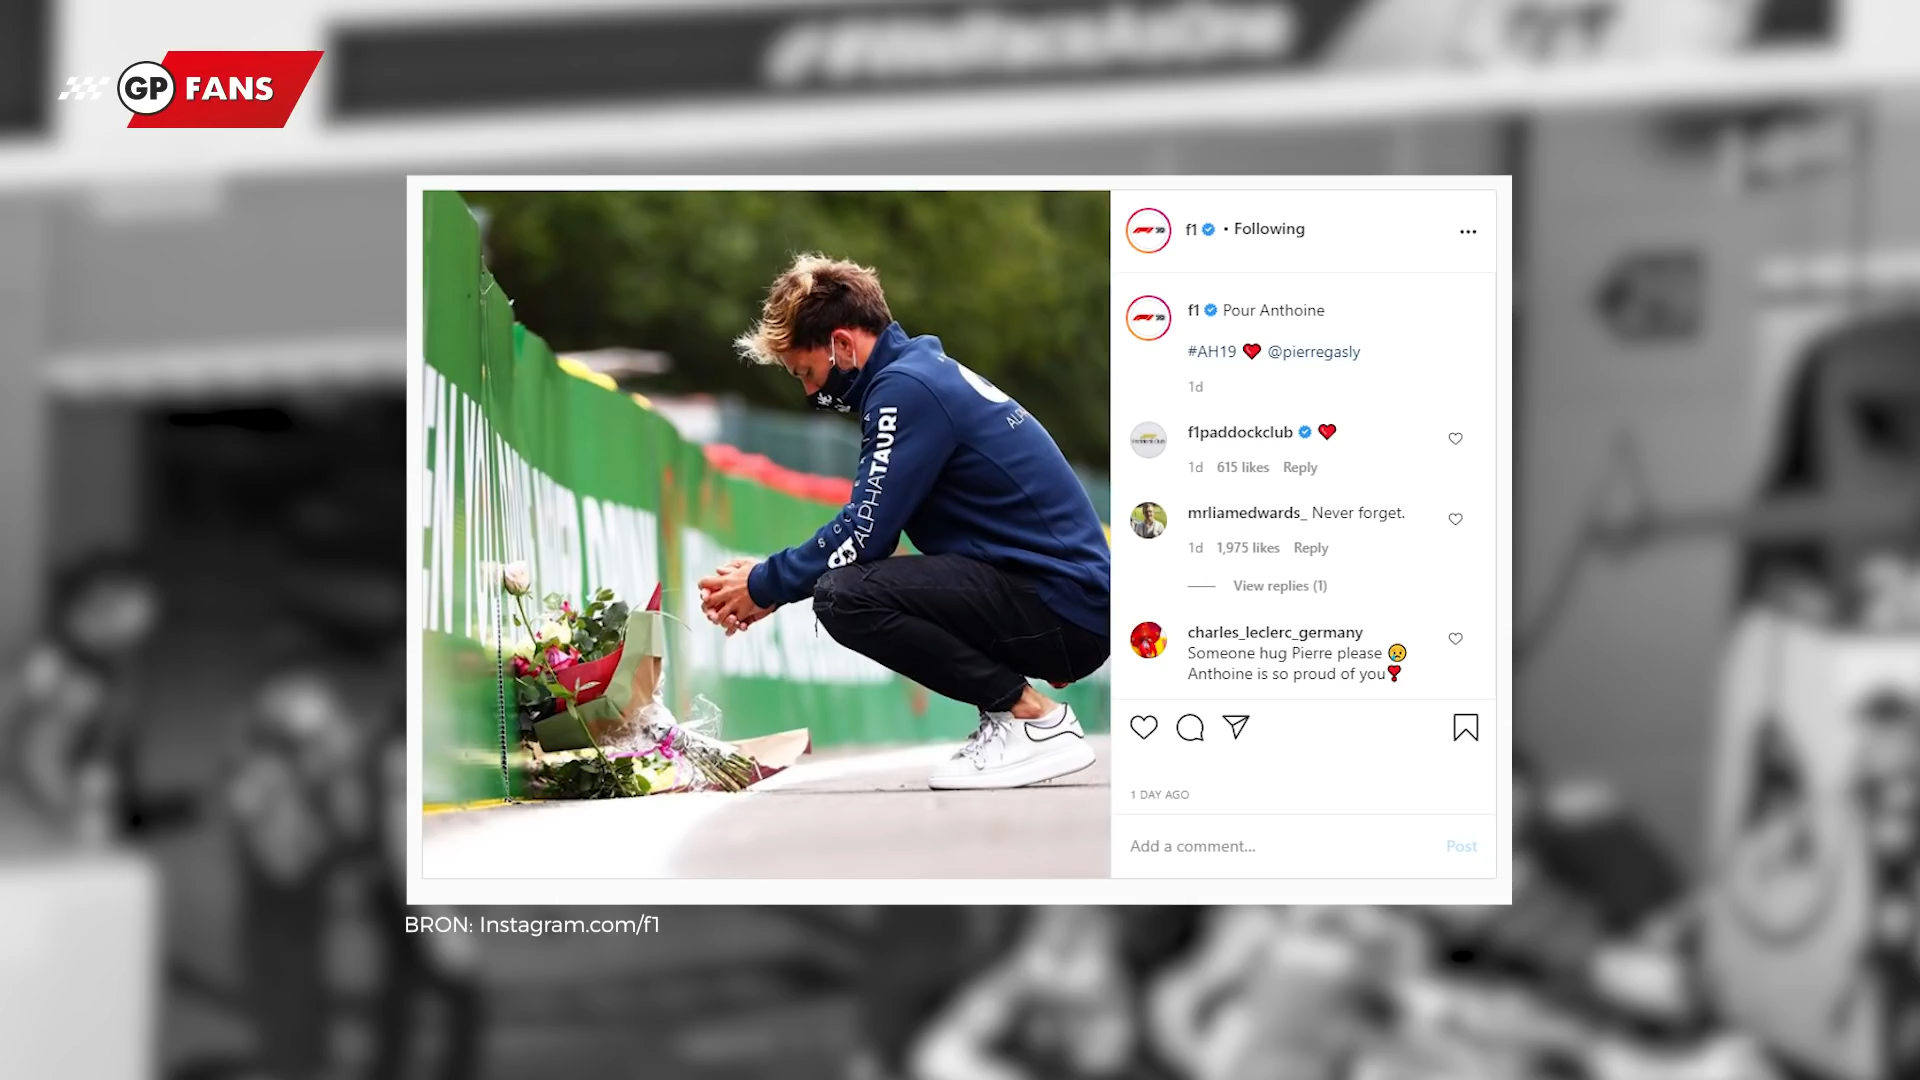 GP FANS
f1 • Following
f1 Pour Anthoine
#AH19 ❤️ @pierregasly
1d
f1paddockclub ❤️
1d 615 likes Reply
mrliamedwards_ Never forget.
1d 1,975 likes Reply
View replies (1)
charles_leclerc_germany
Someone hug Pierre please 😢
Anthoine is so proud of you❣️
1 DAY AGO
Add a comment... Post
SCUDERIA
ALPHATAURI
BRON: Instagram.com/f1